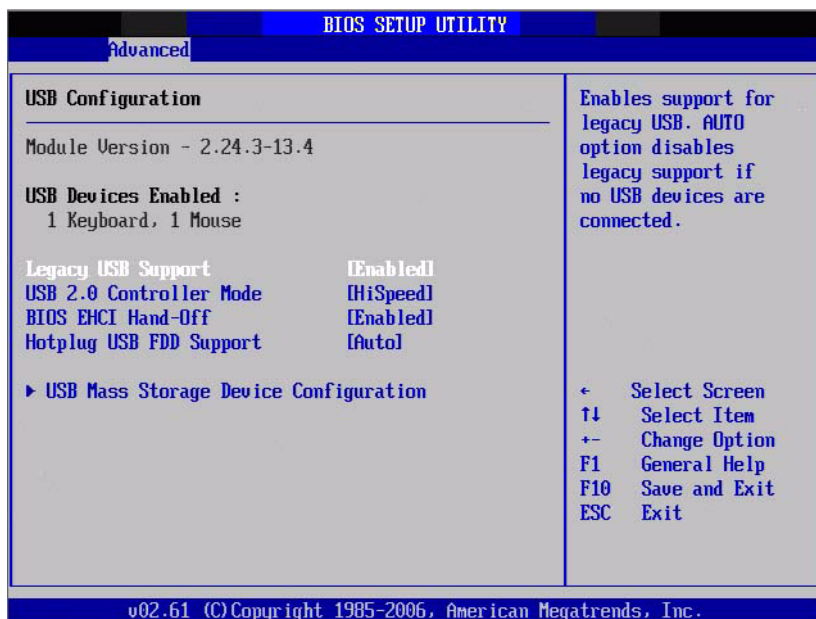 BIOS SETUP UTILITY
Advanced
USB Configuration
Module Version - 2.24.3-13.4
USB Devices Enabled :
1 Keyboard, 1 Mouse
Legacy USB Support [Enabled]
USB 2.0 Controller Mode [HiSpeed]
BIOS EHCI Hand-Off [Enabled]
Hotplug USB FDD Support [Auto]
▶ USB Mass Storage Device Configuration
Enables support for
legacy USB. AUTO
option disables
legacy support if
no USB devices are
connected.
← Select Screen
↑↓ Select Item
+- Change Option
F1 General Help
F10 Save and Exit
ESC Exit
v02.61 (C)Copyright 1985-2006, American Megatrends, Inc.